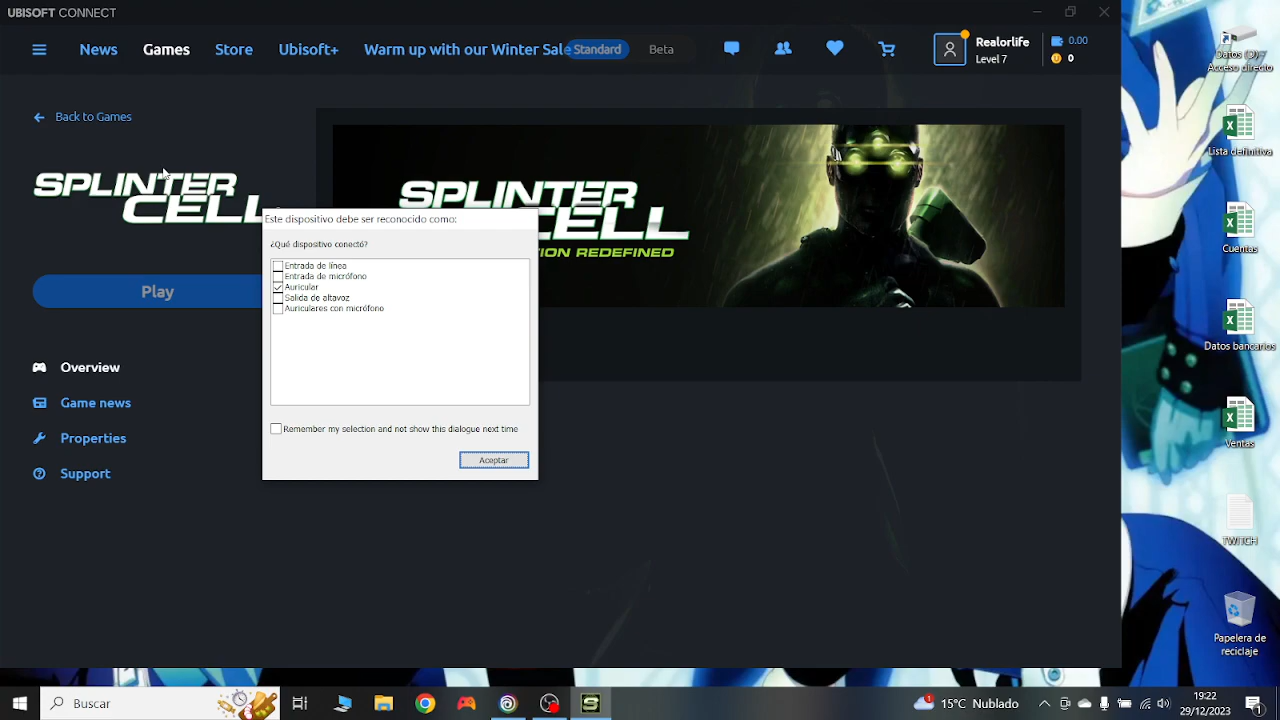 UBISOFT CONNECT
News
Games
Store
Ubisoft+
Warm up with our Winter Sale
Standard
Beta
Realorlife
Level 7
0.00
0
Back to Games
SPLINTER
CELL
SPLINTER
CELL
ION REDEFINED
Este dispositivo debe ser reconocido como:
¿Qué dispositivo conectó?
Entrada de línea
Entrada de micrófono
Auricular
Salida de altavoz
Auriculares con micrófono
Remember my selection and not show this dialogue next time
Aceptar
Play
Overview
Game news
Properties
Support
Datos (D) -
Acceso directo
Lista definitiva
Cuentas
Datos bancarios
Ventas
TWITCH
Papelera de
reciclaje
Buscar
1
15°C Nublado
19:22
1